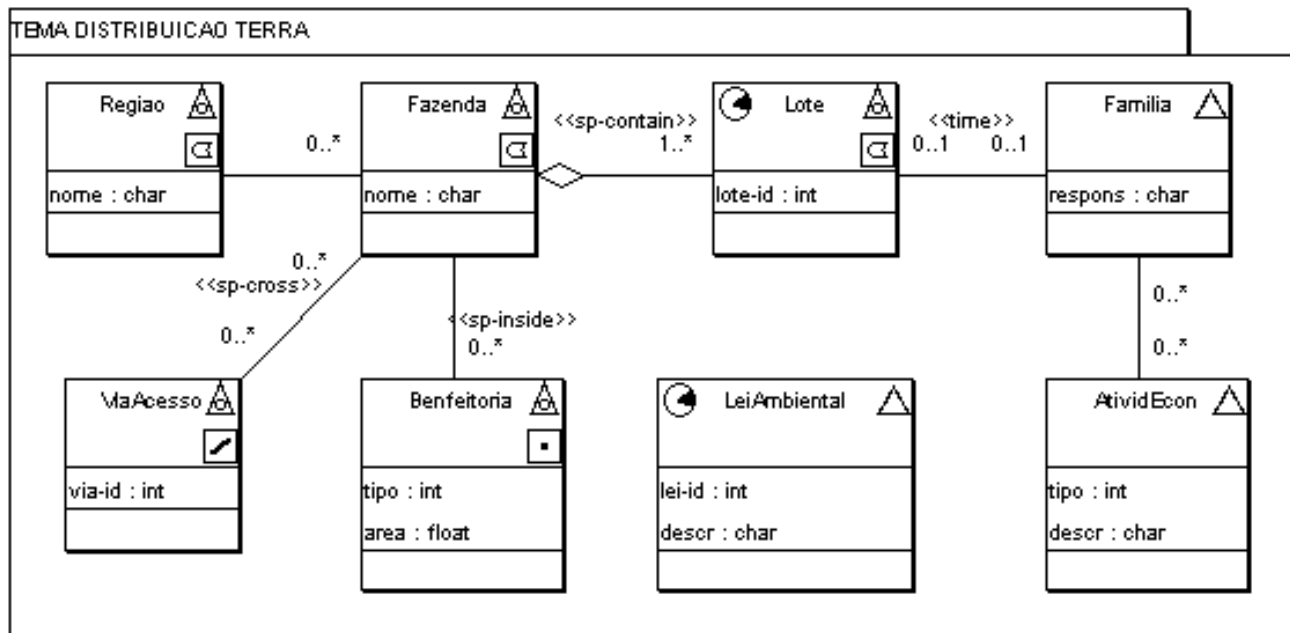 TEMA DISTRIBUICAO TERRA
Regiao
Fazenda
<<sp-contain>>
Lote
<<time>>
Familia
0..*
1..*
0..1
0..1
nome : char
nome : char
lote-id : int
respons : char
0..*
<<sp-cross>>
0..*
<<sp-inside>>
0..*
0..*
0..*
ViaAcesso
Benfeitoria
LeiAmbiental
AtividEcon
via-id : int
tipo : int
area : float
lei-id : int
descr : char
tipo : int
descr : char